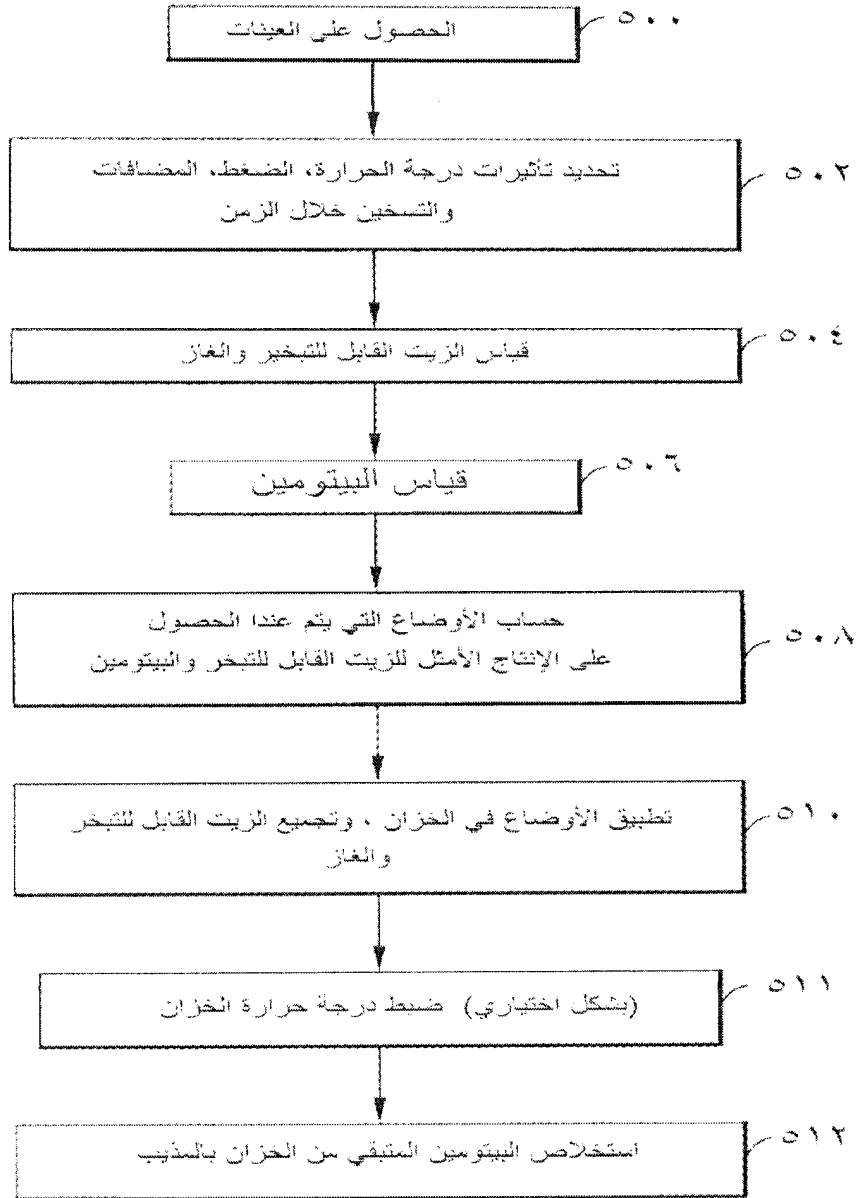 الحصول على العينات
٥٠٠
تحديد تأثيرات درجة الحرارة، الضغط، المضافات
والتسخين خلال الزمن
٥٠٢
قياس الزيت القابل للتبخير والغاز
٥٠٤
قياس البيتومين
٥٠٦
حساب الأوضاع التي يتم عندا الحصول
على الإنتاج الأمثل للزيت القابل للتبخر والبيتومين
٥٠٨
تطبيق الأوضاع في الخزان ، وتجميع الزيت القابل للتبخر
والغاز
٥١٠
(بشكل اختياري) ضبط درجة حرارة الخزان
٥١١
استخلاص البيتومين المتبقي من الخزان بالمذيب
٥١٢